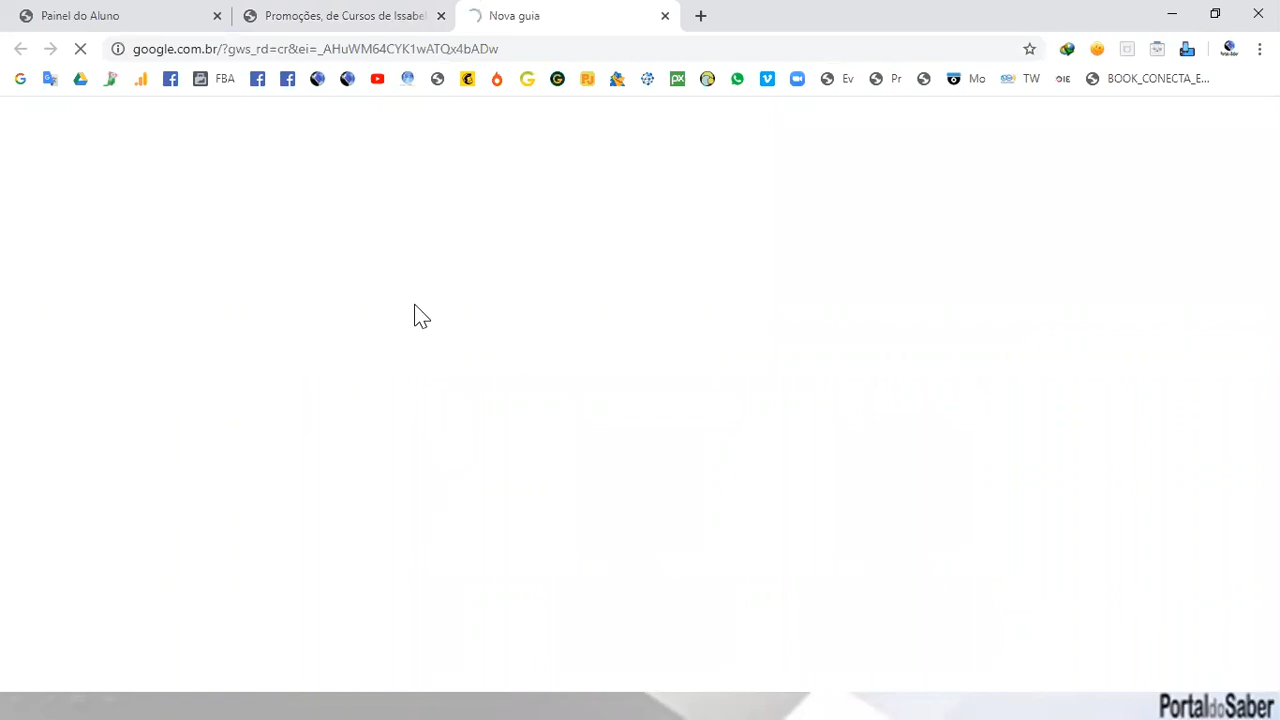 Painel do Aluno
Promoções, de Cursos de Issabel
Nova guia
google.com.br/?gws_rd=cr&ei=_AHuWM64CYK1wATQx4bADw
FBA
Ev
Pr
Mo
TW
BOOK_CONECTA_E...
PortaldoSaber